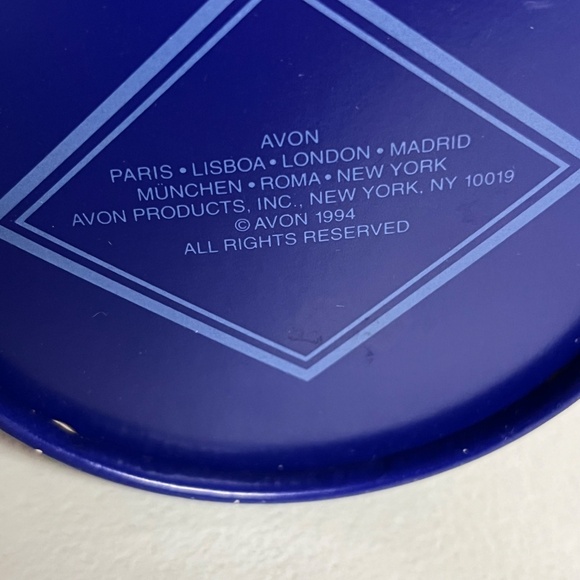 AVON
PARIS • LISBOA • LONDON • MADRID
MÜNCHEN • ROMA • NEW YORK
AVON PRODUCTS, INC., NEW YORK, NY 10019
© AVON 1994
ALL RIGHTS RESERVED